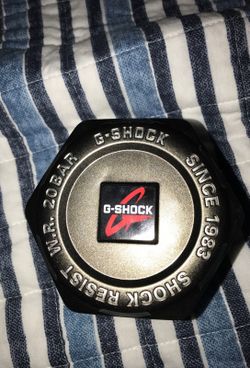 G-SHOCK
SINCE 1983
SHOCK RESIST
W.R. 20BAR
G-SHOCK